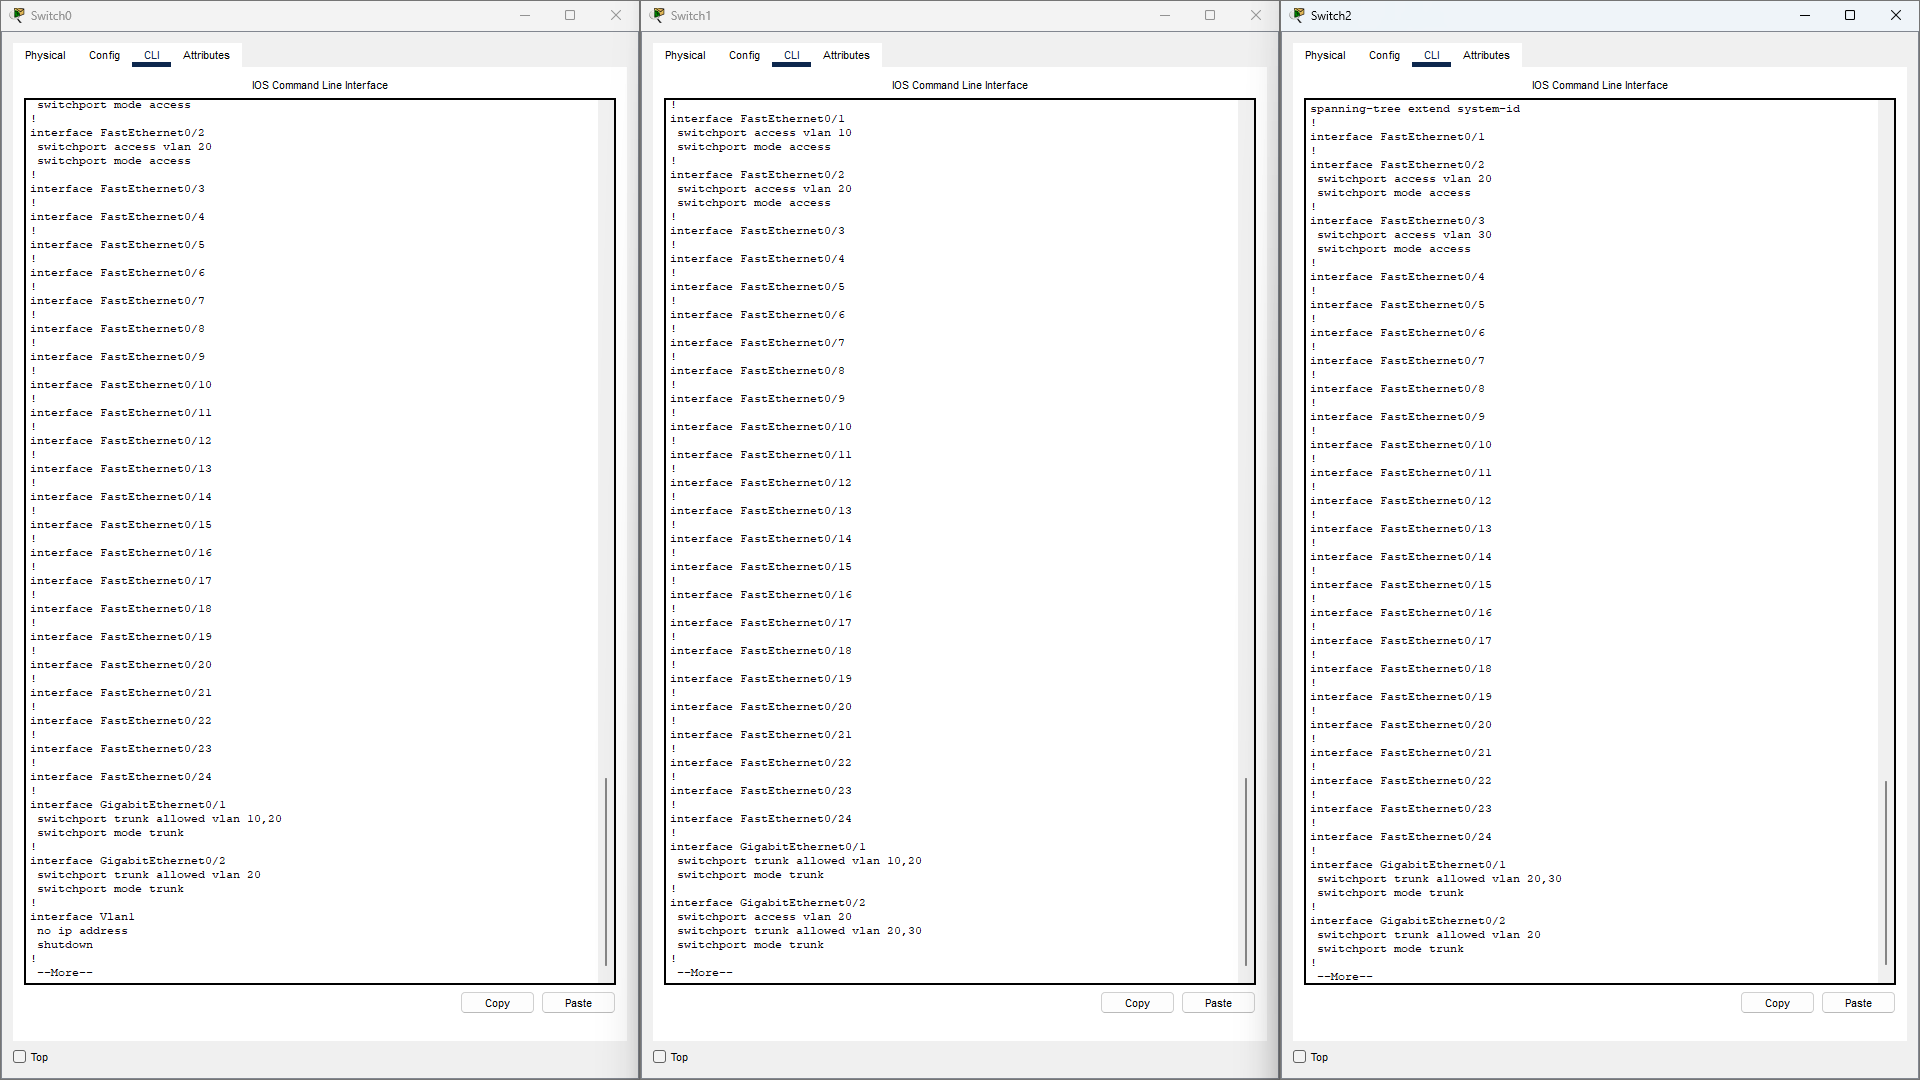 Switch0
Physical Config CLI Attributes
IOS Command Line Interface
 switchport mode access
!
interface FastEthernet0/2
 switchport access vlan 20
 switchport mode access
!
interface FastEthernet0/3
!
interface FastEthernet0/4
!
interface FastEthernet0/5
!
interface FastEthernet0/6
!
interface FastEthernet0/7
!
interface FastEthernet0/8
!
interface FastEthernet0/9
!
interface FastEthernet0/10
!
interface FastEthernet0/11
!
interface FastEthernet0/12
!
interface FastEthernet0/13
!
interface FastEthernet0/14
!
interface FastEthernet0/15
!
interface FastEthernet0/16
!
interface FastEthernet0/17
!
interface FastEthernet0/18
!
interface FastEthernet0/19
!
interface FastEthernet0/20
!
interface FastEthernet0/21
!
interface FastEthernet0/22
!
interface FastEthernet0/23
!
interface FastEthernet0/24
!
interface GigabitEthernet0/1
 switchport trunk allowed vlan 10,20
 switchport mode trunk
!
interface GigabitEthernet0/2
 switchport trunk allowed vlan 20
 switchport mode trunk
!
interface Vlan1
 no ip address
 shutdown
!
 --More--
Copy Paste
Top
Switch1
Physical Config CLI Attributes
IOS Command Line Interface
!
interface FastEthernet0/1
 switchport access vlan 10
 switchport mode access
!
interface FastEthernet0/2
 switchport access vlan 20
 switchport mode access
!
interface FastEthernet0/3
!
interface FastEthernet0/4
!
interface FastEthernet0/5
!
interface FastEthernet0/6
!
interface FastEthernet0/7
!
interface FastEthernet0/8
!
interface FastEthernet0/9
!
interface FastEthernet0/10
!
interface FastEthernet0/11
!
interface FastEthernet0/12
!
interface FastEthernet0/13
!
interface FastEthernet0/14
!
interface FastEthernet0/15
!
interface FastEthernet0/16
!
interface FastEthernet0/17
!
interface FastEthernet0/18
!
interface FastEthernet0/19
!
interface FastEthernet0/20
!
interface FastEthernet0/21
!
interface FastEthernet0/22
!
interface FastEthernet0/23
!
interface FastEthernet0/24
!
interface GigabitEthernet0/1
 switchport trunk allowed vlan 10,20
 switchport mode trunk
!
interface GigabitEthernet0/2
 switchport access vlan 20
 switchport trunk allowed vlan 20,30
 switchport mode trunk
!
 --More--
Copy Paste
Top
Switch2
Physical Config CLI Attributes
IOS Command Line Interface
spanning-tree extend system-id
!
interface FastEthernet0/1
!
interface FastEthernet0/2
 switchport access vlan 20
 switchport mode access
!
interface FastEthernet0/3
 switchport access vlan 30
 switchport mode access
!
interface FastEthernet0/4
!
interface FastEthernet0/5
!
interface FastEthernet0/6
!
interface FastEthernet0/7
!
interface FastEthernet0/8
!
interface FastEthernet0/9
!
interface FastEthernet0/10
!
interface FastEthernet0/11
!
interface FastEthernet0/12
!
interface FastEthernet0/13
!
interface FastEthernet0/14
!
interface FastEthernet0/15
!
interface FastEthernet0/16
!
interface FastEthernet0/17
!
interface FastEthernet0/18
!
interface FastEthernet0/19
!
interface FastEthernet0/20
!
interface FastEthernet0/21
!
interface FastEthernet0/22
!
interface FastEthernet0/23
!
interface FastEthernet0/24
!
interface GigabitEthernet0/1
 switchport trunk allowed vlan 20,30
 switchport mode trunk
!
interface GigabitEthernet0/2
 switchport trunk allowed vlan 20
 switchport mode trunk
!
 --More--
Copy Paste
Top